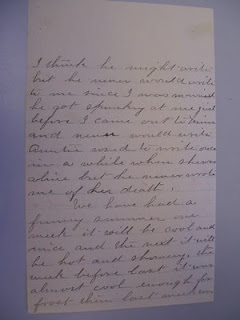 I think he might write
but he never would write
to me since I was married
he got spunky at me just
before I came out to mine
and never would write
Auntie used to write once
in a while when she was
alive but he never wrote
me of her death.
We have had a
funny summer one
week it will be cool and
nice and the next it will
be hot and stormy. the
week before last it was
almost cool enough for
frost then last week